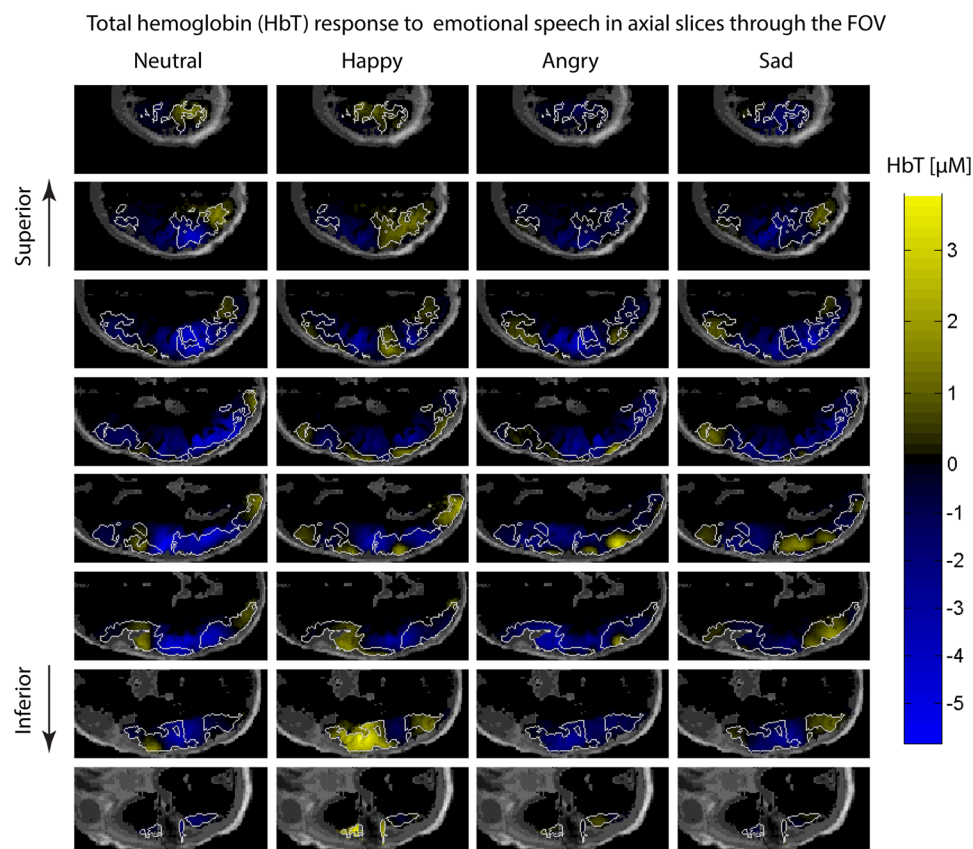 Total hemoglobin (HbT) response to emotional speech in axial slices through the FOV
Neutral Happy Angry Sad
HbT [µM]
Superior
Inferior
3
2
1
0
-1
-2
-3
-4
-5